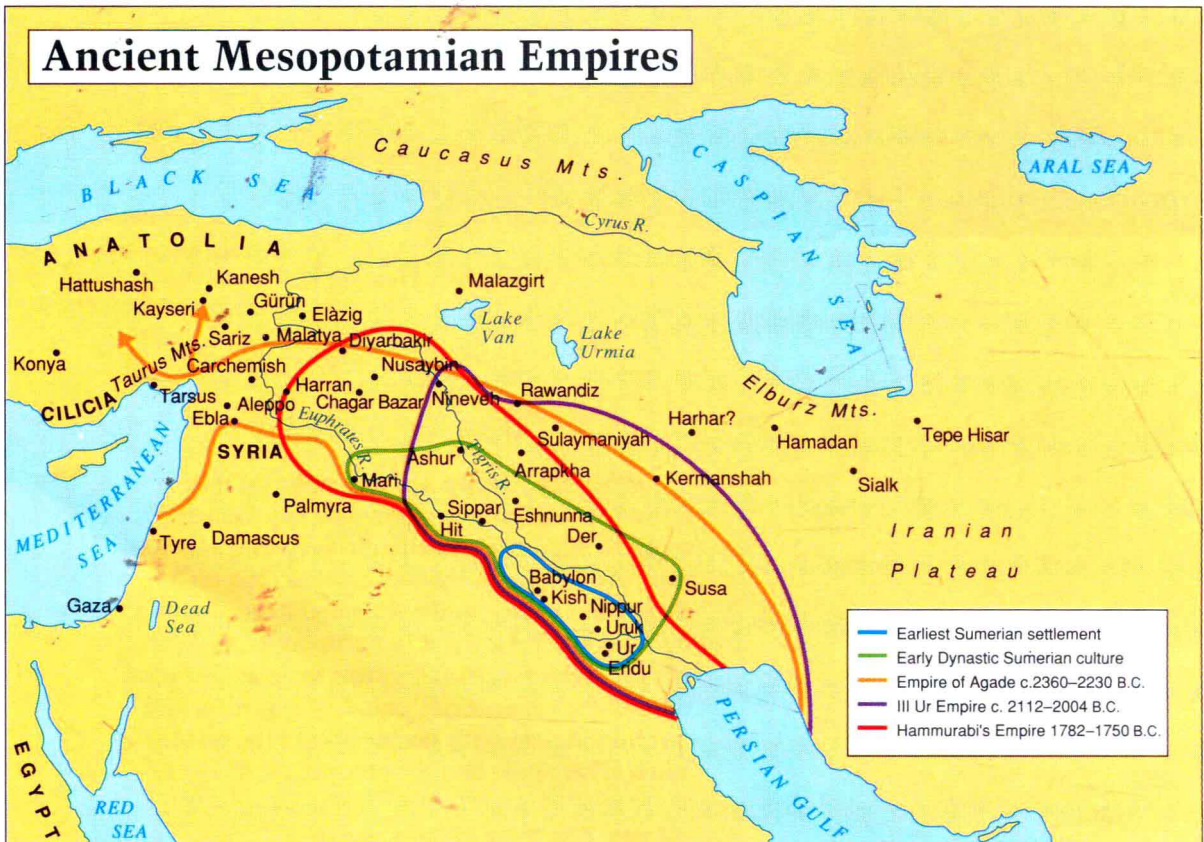 Ancient Mesopotamian Empires
Caucasus Mts.
BLACK SEA
CASPIAN SEA
ARAL SEA
Cyrus R.
ANATOLIA
Hattushash
Kanesh
Kayseri
Gürün
Elàzig
Malazgirt
Lake
Van
Lake
Urmia
Sariz
Malatya
Diyarbakir
Konya
Taurus Mts.
Carchemish
Nusaybin
CILICIA
Tarsus
Harran
Chagar Bazar
Nineveh
Rawandiz
Elburz Mts.
Aleppo
Ebla
Euphrates R.
Harhar?
Hamadan
Tepe Hisar
SYRIA
Sulaymaniyah
Ashur
Tigris R.
Arrapkha
Kermanshah
Sialk
Mari
MEDITERRANEAN
SEA
Palmyra
Sippar
Hit
Eshnunna
Der
Iranian
Plateau
Tyre
Damascus
Babylon
Kish
Susa
Nippur
Gaza
Dead
Sea
Uruk
Ur
Eridu
Earliest Sumerian settlement
Early Dynastic Sumerian culture
Empire of Agade c.2360–2230 B.C.
III Ur Empire c. 2112–2004 B.C.
Hammurabi's Empire 1782–1750 B.C.
PERSIAN GULF
EGYPT
RED
SEA